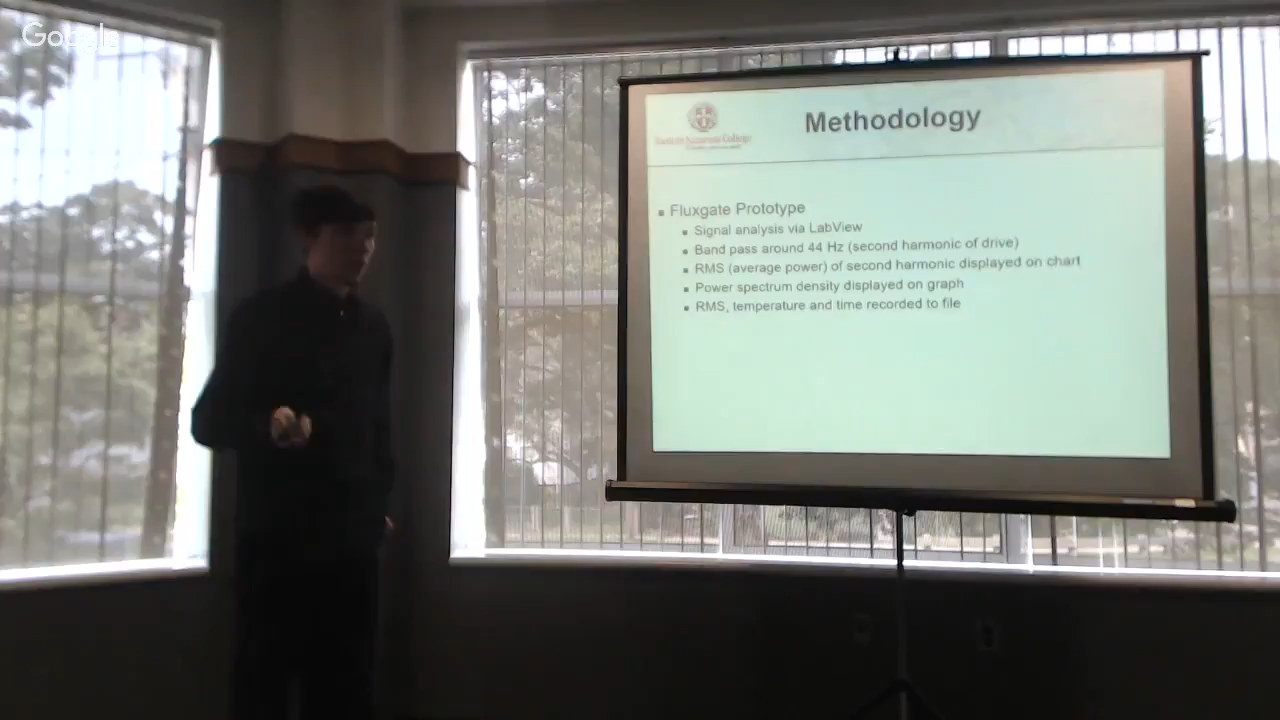 Google
Methodology
College
Fluxgate Prototype
Signal analysis via LabView
Band pass around 44 Hz (second harmonic of drive)
RMS (average power) of second harmonic displayed on chart
Power spectrum density displayed on graph
RMS, temperature and time recorded to file